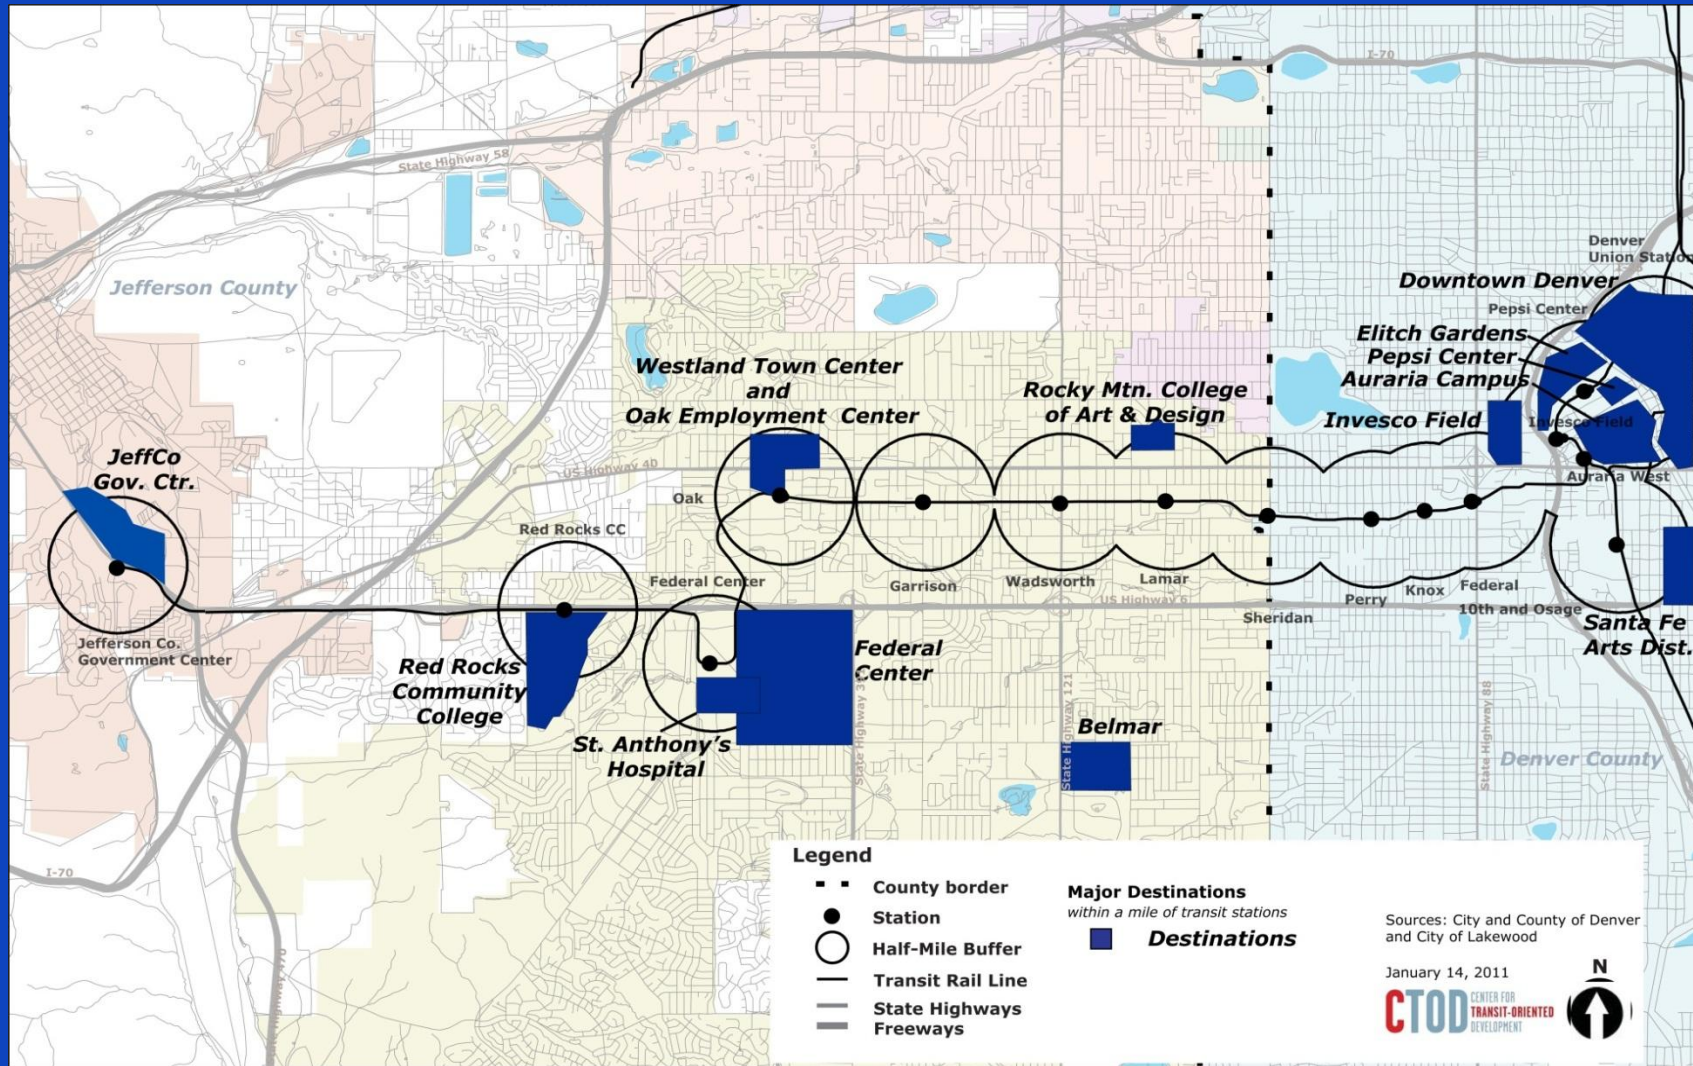 I-70
State Highway 58
Denver
Union Station
Jefferson County
Downtown Denver
Pepsi Center
Elitch Gardens
Pepsi Center
Auraria Campus
Westland Town Center
and
Oak Employment Center
Rocky Mtn. College
of Art & Design
Invesco Field
Invesco Field
JeffCo
Gov. Ctr.
US Highway 40
Auraria West
Oak
Red Rocks CC
Federal Center
Garrison
Wadsworth
Lamar
US Highway 6
Sheridan
Perry
Knox
Federal
10th and Osage
Santa Fe
Arts Dist.
Jefferson Co.
Government Center
Red Rocks
Community
College
Federal
Center
St. Anthony's
Hospital
Belmar
State Highway 121
State Highway 88
Denver County
I-70
Legend
County border
Station
Half-Mile Buffer
Transit Rail Line
State Highways
Freeways
Major Destinations
within a mile of transit stations
Destinations
Sources: City and County of Denver
and City of Lakewood
January 14, 2011
N
CTOD
CENTER FOR
TRANSIT-ORIENTED
DEVELOPMENT